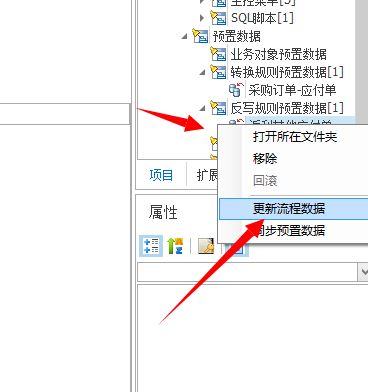 主控菜单[3]
SQL脚本[1]
预置数据
业务对象预置数据
转换规则预置数据[1]
采购订单-应付单
反写规则预置数据[1]
打开所在文件夹
移除
回滚
更新流程数据
同步预置数据
项目
扩展
属性